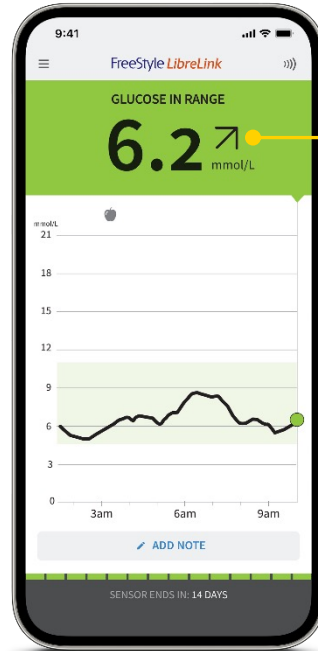 9:41
FreeStyle LibreLink
GLUCOSE IN RANGE
6.2
mmol/L
mmol/L
21
18
15
12
9
6
3
0
3am 6am 9am
ADD NOTE
SENSOR ENDS IN: 14 DAYS